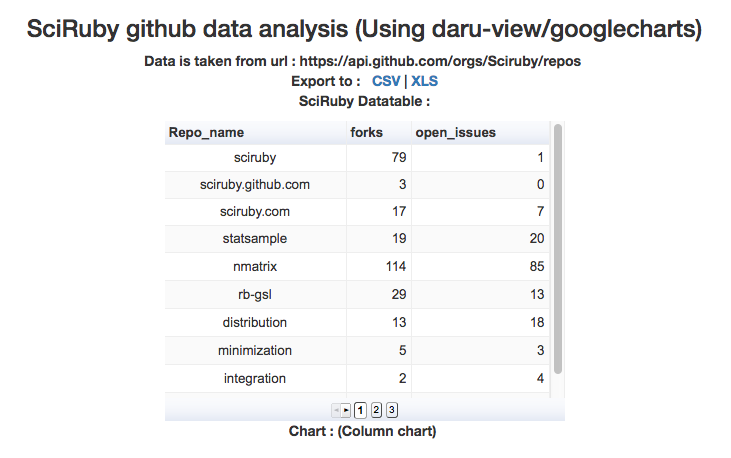 SciRuby github data analysis (Using daru-view/googlecharts)
Data is taken from url : https://api.github.com/orgs/Sciruby/repos
Export to : CSV | XLS
SciRuby Datatable :
Repo_name forks open_issues
sciruby 79 1
sciruby.github.com 3 0
sciruby.com 17 7
statsample 19 20
nmatrix 114 85
rb-gsl 29 13
distribution 13 18
minimization 5 3
integration 2 4
1 2 3
Chart : (Column chart)